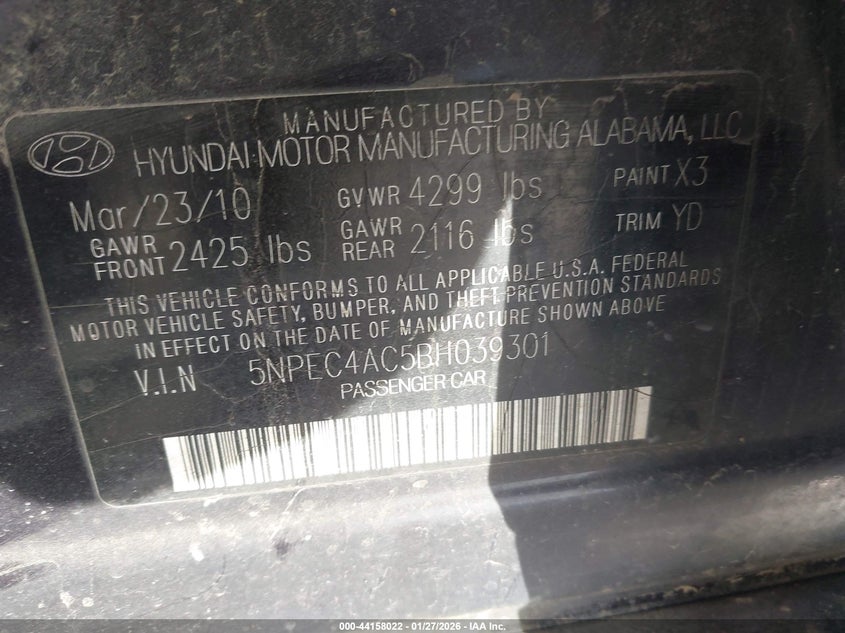 MANUFACTURED BY
HYUNDAI MOTOR MANUFACTURING ALABAMA, LLC
Mar/23/10 GVWR 4299 lbs PAINT X3
GAWR FRONT 2425 lbs GAWR REAR 2116 lbs TRIM YD
THIS VEHICLE CONFORMS TO ALL APPLICABLE U.S.A. FEDERAL
MOTOR VEHICLE SAFETY, BUMPER, AND THEFT PREVENTION STANDARDS
IN EFFECT ON THE DATE OF MANUFACTURE SHOWN ABOVE
V.I.N 5NPEC4AC5BH039301
PASSENGER CAR
000-44158022 - 01/27/2026 - IAA Inc.